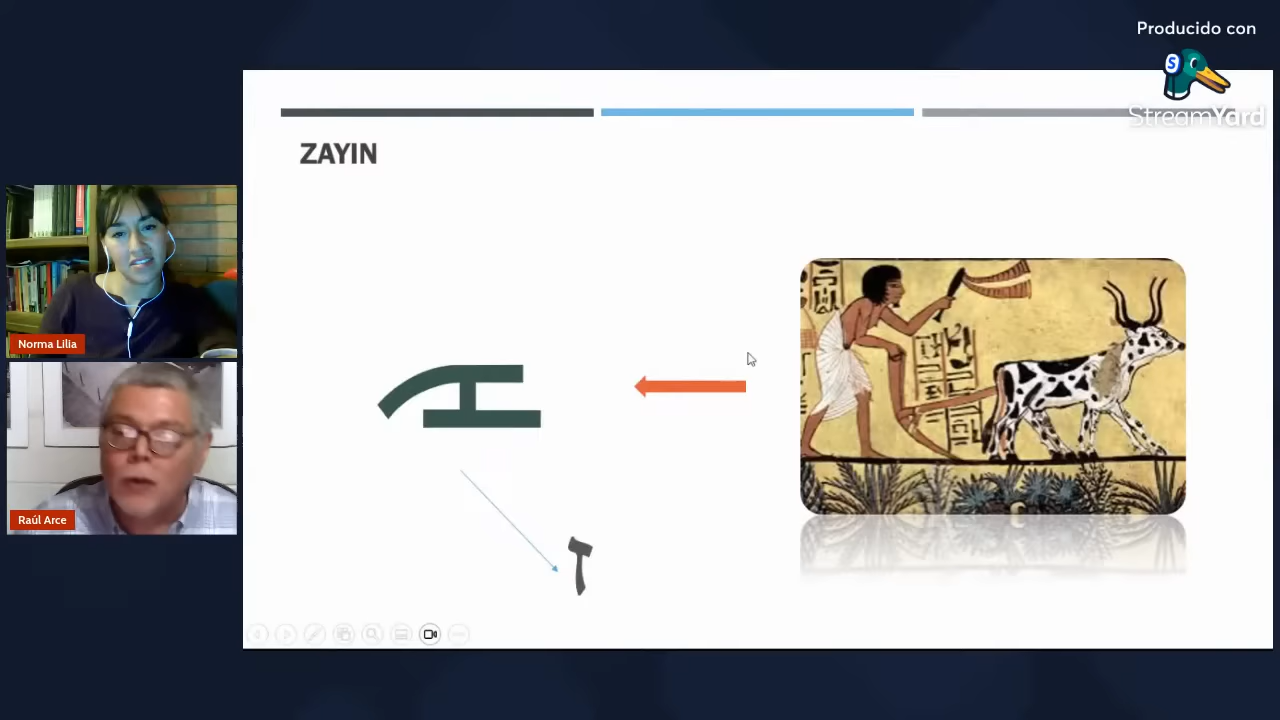 Producido con
StreamYard
ZAYIN
Norma Lilia
Raúl Arce
ז